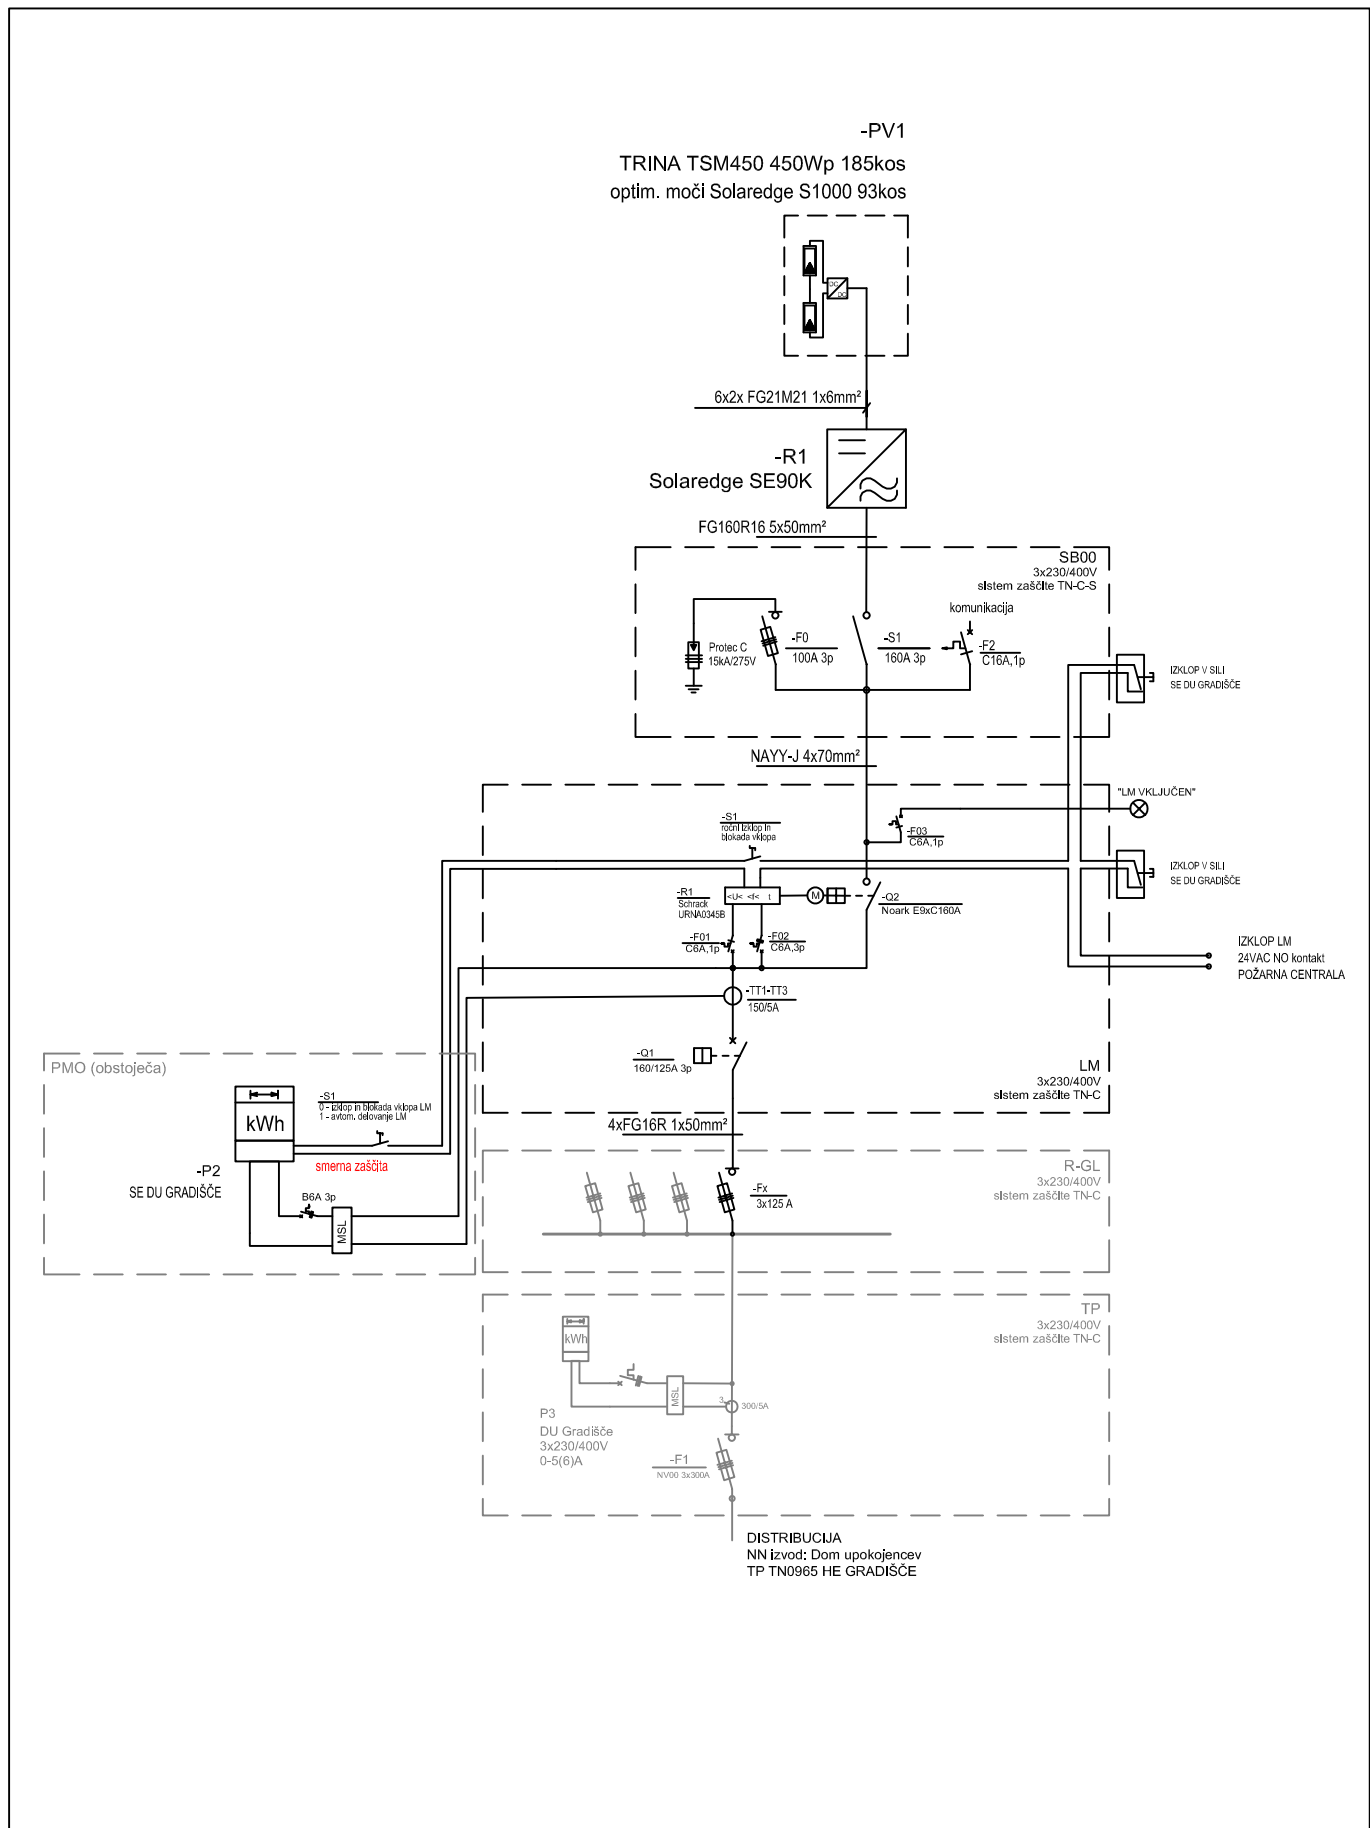 -PV1
TRINA TSM450 450Wp 185kos
optim. moči Solaredge S1000 93kos
DC
DC
6x2x FG21M21 1x6mm²
-R1
Solaredge SE90K
FG160R16 5x50mm²
SB00
3x230/400V
sistem zaščite TN-C-S
komunikacija
Protec C
15kA/275V
-F0
100A 3p
-S1
160A 3p
-F2
C16A,1p
IZKLOP V SILI
SE DU GRADIŠČE
NAYY-J 4x70mm²
"LM VKLJUČEN"
-S1
ročni izklop in
blokada vklopa
-F03
C6A,1p
IZKLOP V SILI
SE DU GRADIŠČE
-R1
Schrack
URNA0345B
<U< <f< t
M
-Q2
Noark E9xC160A
-F01
C6A,1p
-F02
C6A,3p
IZKLOP LM
24VAC NO kontakt
POŽARNA CENTRALA
-TT1-TT3
150/5A
-Q1
160/125A 3p
LM
3x230/400V
sistem zaščite TN-C
PMO (obstoječa)
kWh
-S1
0 - izklop in blokada vklopa LM
1 - avtom. delovanje LM
smerna zaščita
-P2
SE DU GRADIŠČE
B6A 3p
MSL
4xFG16R 1x50mm²
R-GL
3x230/400V
sistem zaščite TN-C
-Fx
3x125 A
TP
3x230/400V
sistem zaščite TN-C
kWh
MSL
3
300/5A
P3
DU Gradišče
3x230/400V
0-5(6)A
-F1
NV00 3x300A
DISTRIBUCIJA
NN izvod: Dom upokojencev
TP TN0965 HE GRADIŠČE